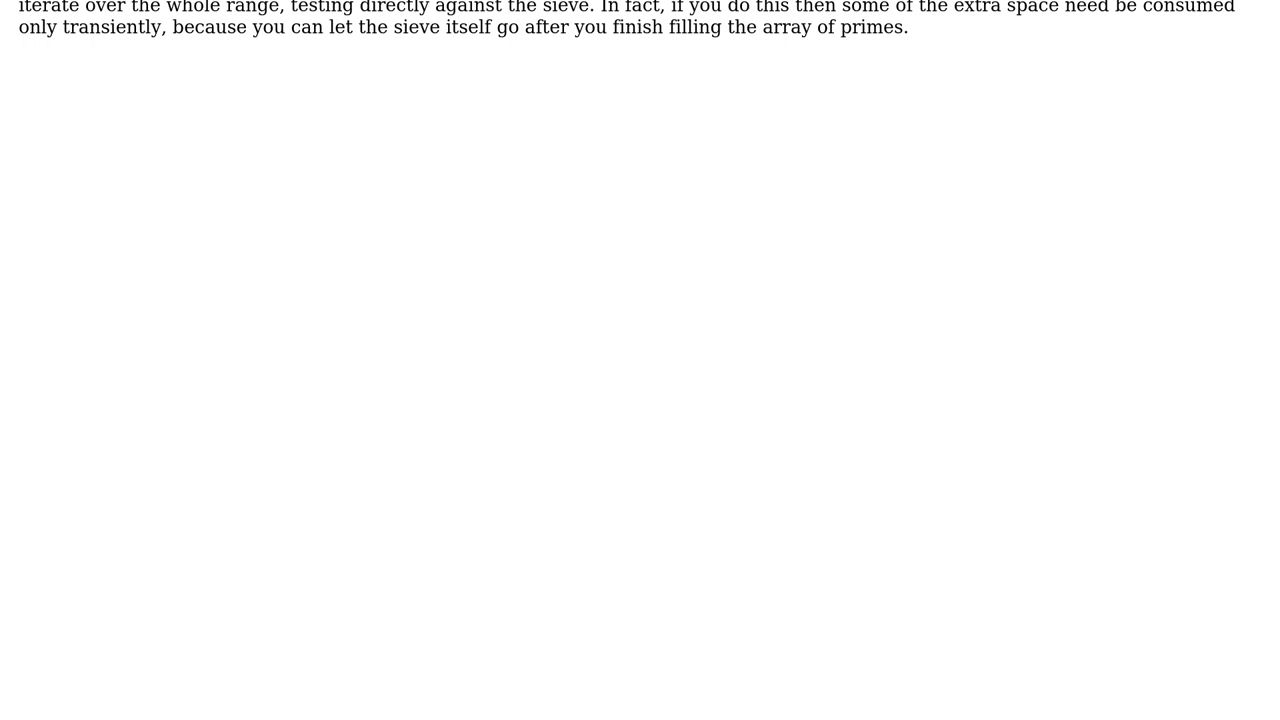 iterate over the whole range, testing directly against the sieve. In fact, if you do this then some of the extra space need be consumed
only transiently, because you can let the sieve itself go after you finish filling the array of primes.